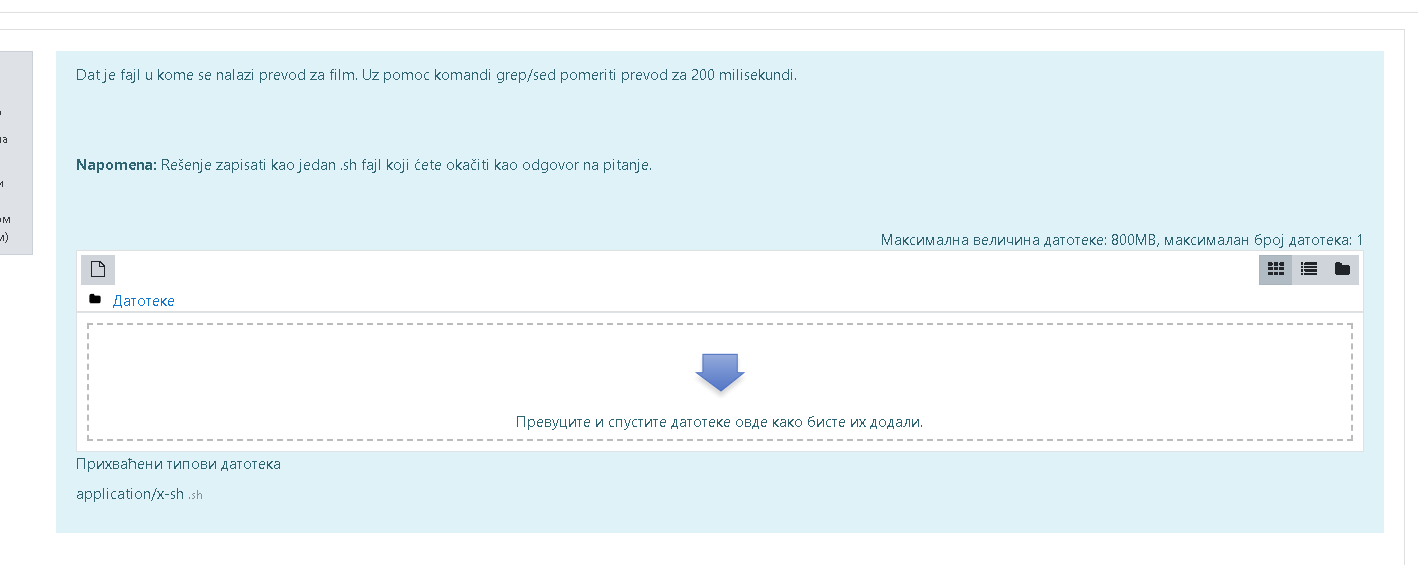 Dat je fajl u kome se nalazi prevod za film. Uz pomoc komandi grep/sed pomeriti prevod za 200 milisekundi.
Napomena: Rešenje zapisati kao jedan .sh fajl koji ćete okačiti kao odgovor na pitanje.
Максимална величина датотеке: 800MB, максималан број датотека: 1
Датотеке
Превуците и спустите датотеке овде како бисте их додали.
Прихваћени типови датотека
application/x-sh .sh